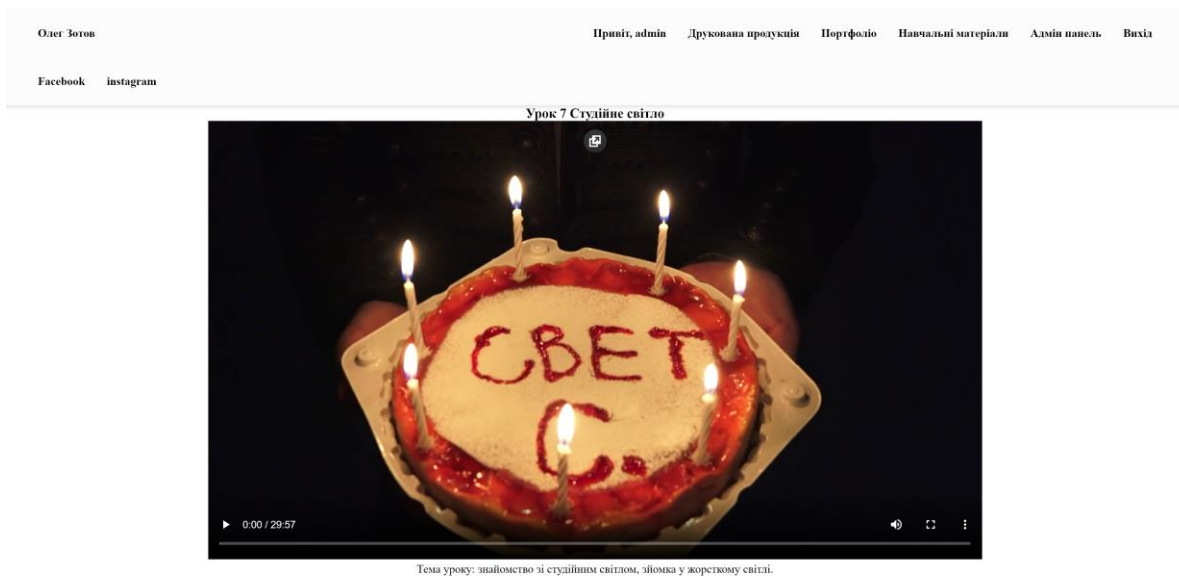 Олег Зотов
Привіт, admin Друкована продукція Портфоліо Навчальні матеріали Адмін панель Вихід
Facebook instagram
Урок 7 Студійне світло
СВЕТ
С.
0:00 / 29:57
Тема уроку: знайомство зі студійним світлом, зйомка у жорсткому світлі.